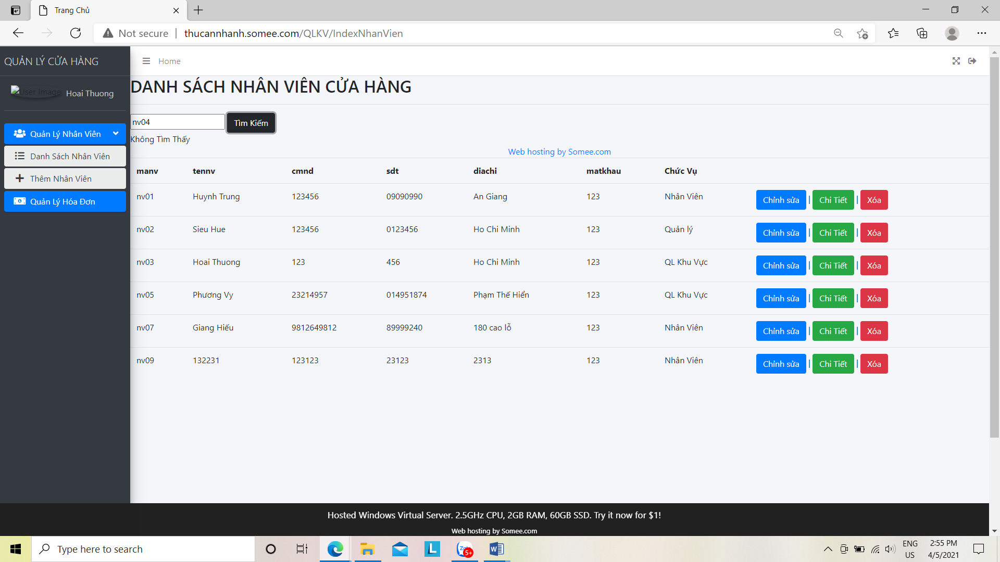 Trang Chủ
Not secure | thucannhanh.somee.com/QLKV/IndexNhanVien
QUẢN LÝ CỬA HÀNG
Home
User Image Hoai Thuong
DANH SÁCH NHÂN VIÊN CỬA HÀNG
nv04 Tìm Kiếm
Không Tìm Thấy
Quản Lý Nhân Viên
Danh Sách Nhân Viên
Thêm Nhân Viên
Quản Lý Hóa Đơn
Web hosting by Somee.com
manv tennv cmnd sdt diachi matkhau Chức Vụ
nv01 Huynh Trung 123456 09090990 An Giang 123 Nhân Viên Chỉnh sửa | Chi Tiết | Xóa
nv02 Sieu Hue 123456 0123456 Ho Chi Minh 123 Quản lý Chỉnh sửa | Chi Tiết | Xóa
nv03 Hoai Thuong 123 456 Ho Chi Minh 123 QL Khu Vực Chỉnh sửa | Chi Tiết | Xóa
nv05 Phương Vy 23214957 014951874 Phạm Thế Hiển 123 QL Khu Vực Chỉnh sửa | Chi Tiết | Xóa
nv07 Giang Hiếu 9812649812 89999240 180 cao lỗ 123 Nhân Viên Chỉnh sửa | Chi Tiết | Xóa
nv09 132231 123123 23123 2313 123 Nhân Viên Chỉnh sửa | Chi Tiết | Xóa
Hosted Windows Virtual Server. 2.5GHz CPU, 2GB RAM, 60GB SSD. Try it now for $1!
Web hosting by Somee.com
Type here to search
L
Zalo
5+
W
ENG
US
2:55 PM
4/5/2021